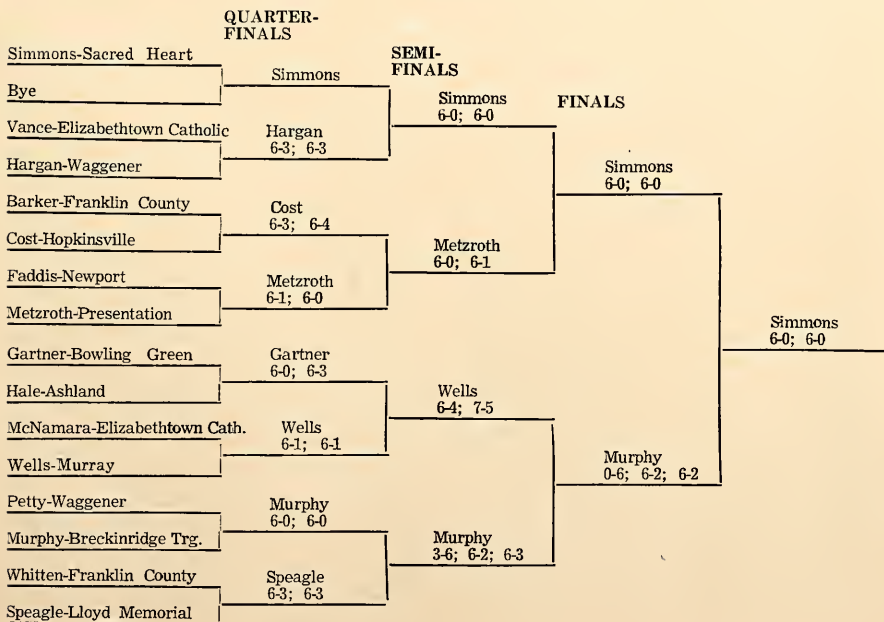 QUARTER-
FINALS
SEMI-
FINALS
FINALS
Simmons-Sacred Heart
Bye
Vance-Elizabethtown Catholic
Hargan-Waggener
Barker-Franklin County
Cost-Hopkinsville
Faddis-Newport
Metzroth-Presentation
Gartner-Bowling Green
Hale-Ashland
McNamara-Elizabethtown Cath.
Wells-Murray
Petty-Waggener
Murphy-Breckinridge Trg.
Whitten-Franklin County
Speagle-Lloyd Memorial
Simmons
Hargan
6-3; 6-3
Cost
6-3; 6-4
Metzroth
6-1; 6-0
Gartner
6-0; 6-3
Wells
6-1; 6-1
Murphy
6-0; 6-0
Speagle
6-3; 6-3
Simmons
6-0; 6-0
Metzroth
6-0; 6-1
Wells
6-4; 7-5
Murphy
3-6; 6-2; 6-3
Simmons
6-0; 6-0
Murphy
0-6; 6-2; 6-2
Simmons
6-0; 6-0